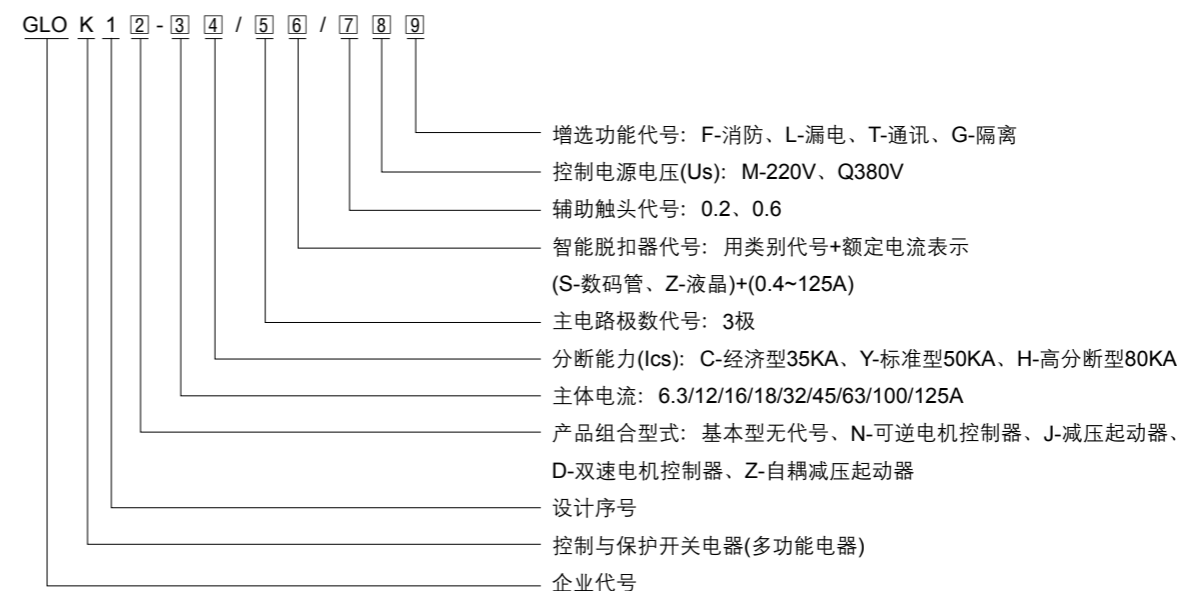 GLO K 1 2 - 3 4 / 5 6 / 7 8 9
增选功能代号：F-消防、L-漏电、T-通讯、G-隔离
控制电源电压(Us)：M-220V、Q380V
辅助触头代号：0.2、0.6
智能脱扣器代号：用类别代号+额定电流表示
(S-数码管、Z-液晶)+(0.4~125A)
主电路极数代号：3极
分断能力(Ics)：C-经济型35KA、Y-标准型50KA、H-高分断型80KA
主体电流：6.3/12/16/18/32/45/63/100/125A
产品组合型式：基本型无代号、N-可逆电机控制器、J-减压起动器、
D-双速电机控制器、Z-自耦减压起动器
设计序号
控制与保护开关电器(多功能电器)
企业代号